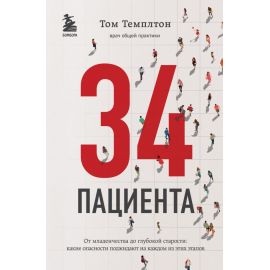 БОМБОРА
Том Темплтон
врач общей практики
34
ПАЦИЕНТА
От младенчества до глубокой старости:
какие опасности поджидают на каждом из этих этапов